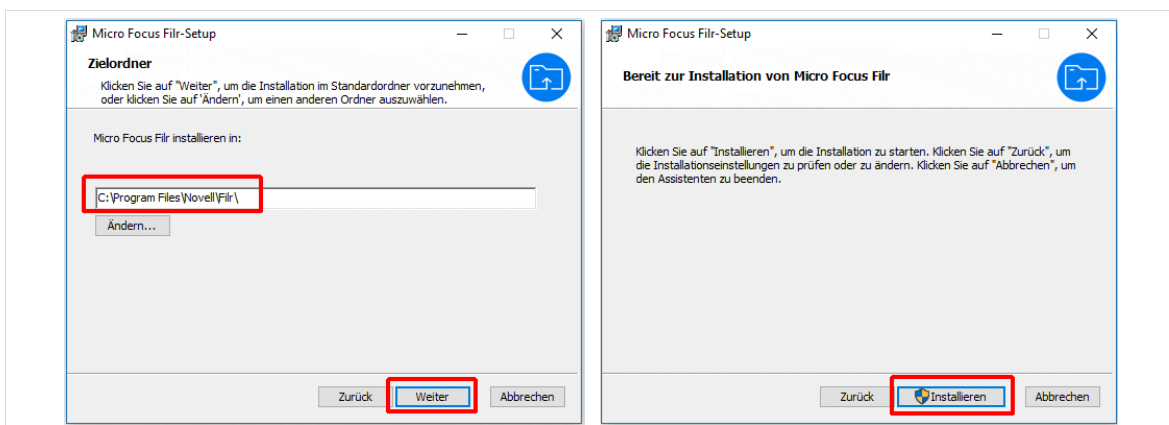 Micro Focus Filr-Setup
Zielordner
Klicken Sie auf "Weiter", um die Installation im Standardordner vorzunehmen,
oder klicken Sie auf 'Ändern', um einen anderen Ordner auszuwählen.
Micro Focus Filr installieren in:
C:\Program Files\Novell\Filr\
Ändern...
Zurück Weiter Abbrechen
Micro Focus Filr-Setup
Bereit zur Installation von Micro Focus Filr
Klicken Sie auf "Installieren", um die Installation zu starten. Klicken Sie auf "Zurück", um
die Installationseinstellungen zu prüfen oder zu ändern. Klicken Sie auf "Abbrechen", um
den Assistenten zu beenden.
Zurück Installieren Abbrechen